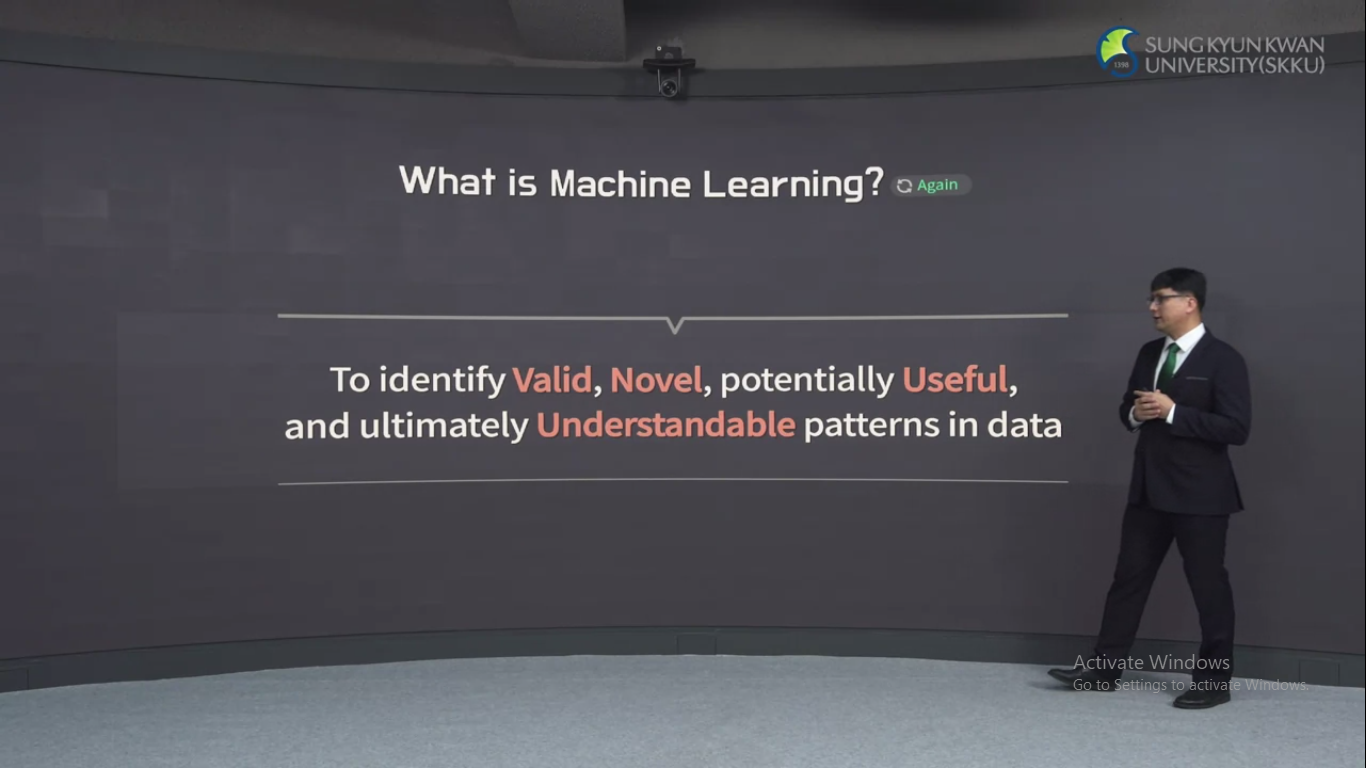 SUNG KYUN KWAN
UNIVERSITY(SKKU)
1398
What is Machine Learning?
Again
To identify Valid, Novel, potentially Useful,
and ultimately Understandable patterns in data
Activate Windows
Go to Settings to activate Windows.